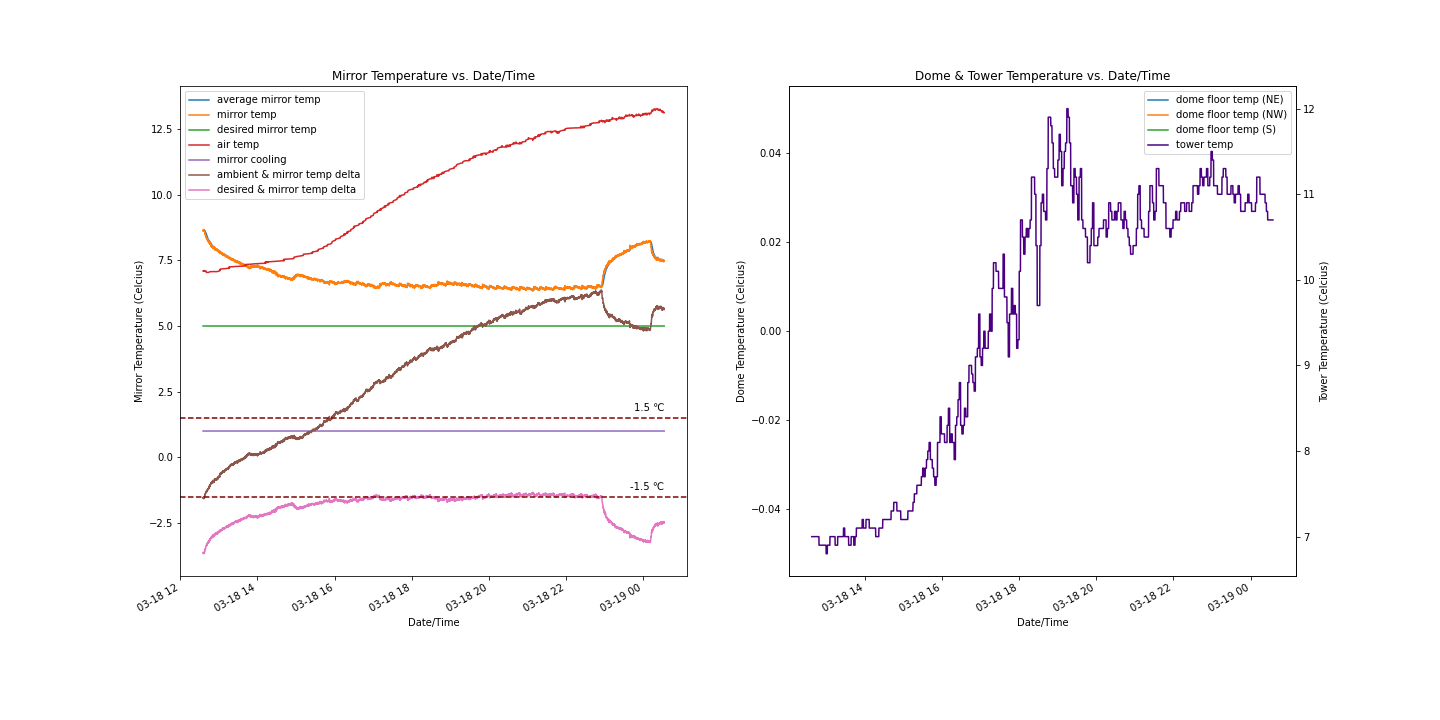 Mirror Temperature vs. Date/Time
average mirror temp
mirror temp
desired mirror temp
air temp
mirror cooling
ambient & mirror temp delta
desired & mirror temp delta
12.5
10.0
7.5
5.0
2.5
0.0
−2.5
Mirror Temperature (Celcius)
1.5 °C
-1.5 °C
03-18 12
03-18 14
03-18 16
03-18 18
03-18 20
03-18 22
03-19 00
Date/Time
Dome & Tower Temperature vs. Date/Time
dome floor temp (NE)
dome floor temp (NW)
dome floor temp (S)
tower temp
0.04
0.02
0.00
−0.02
−0.04
Dome Temperature (Celcius)
12
11
10
9
8
7
Tower Temperature (Celcius)
03-18 14
03-18 16
03-18 18
03-18 20
03-18 22
03-19 00
Date/Time